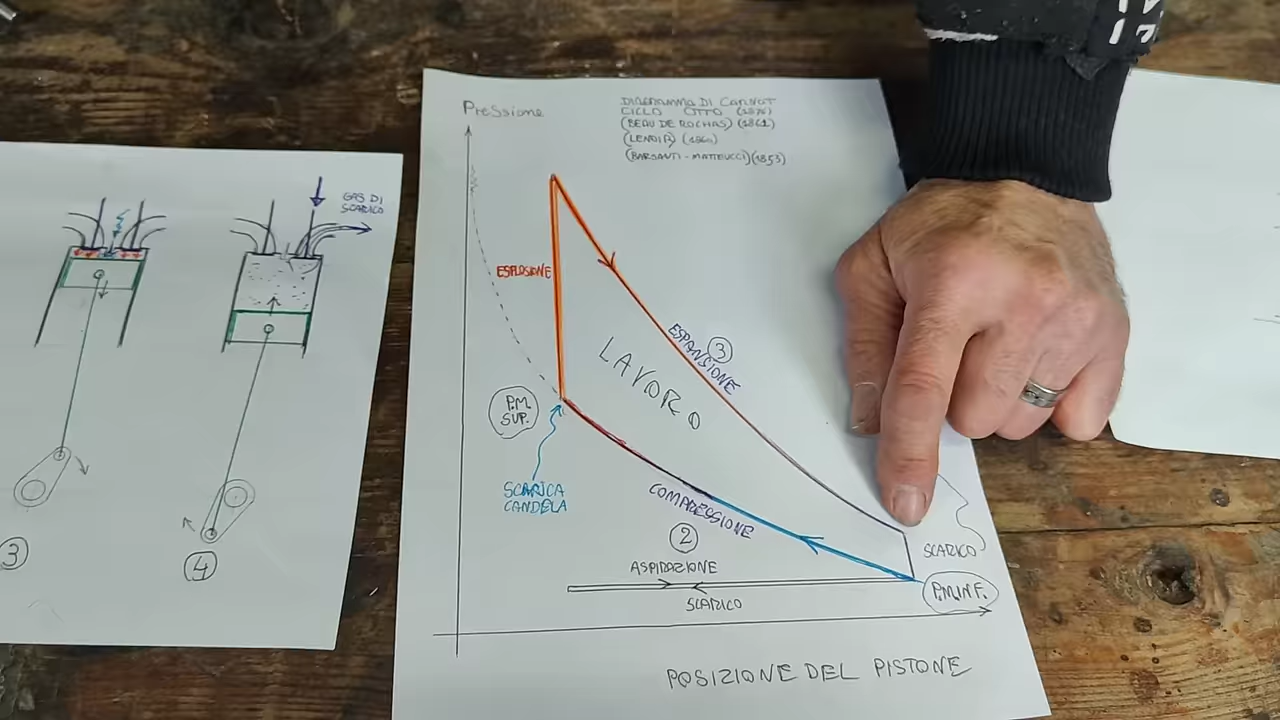 GAS DI
SCARICO
3
4
PreSSione
DIAGRAMMA DI CARNOT
CICLO OTTO (1876)
(BEAU DE ROCHAS) (1861)
(LENOIR) (1860)
(BARSANTI-MATTEUCCI) (1853)
ESPLOSIONE
ESPANSIONE
3
LAVORO
P.M.
SUP.
SCARICA
CANDELA
COMPRESSIONE
2
ASPIRAZIONE
SCARICO
SCARICO
P.M.INF.
POSIZIONE DEL PISTONE